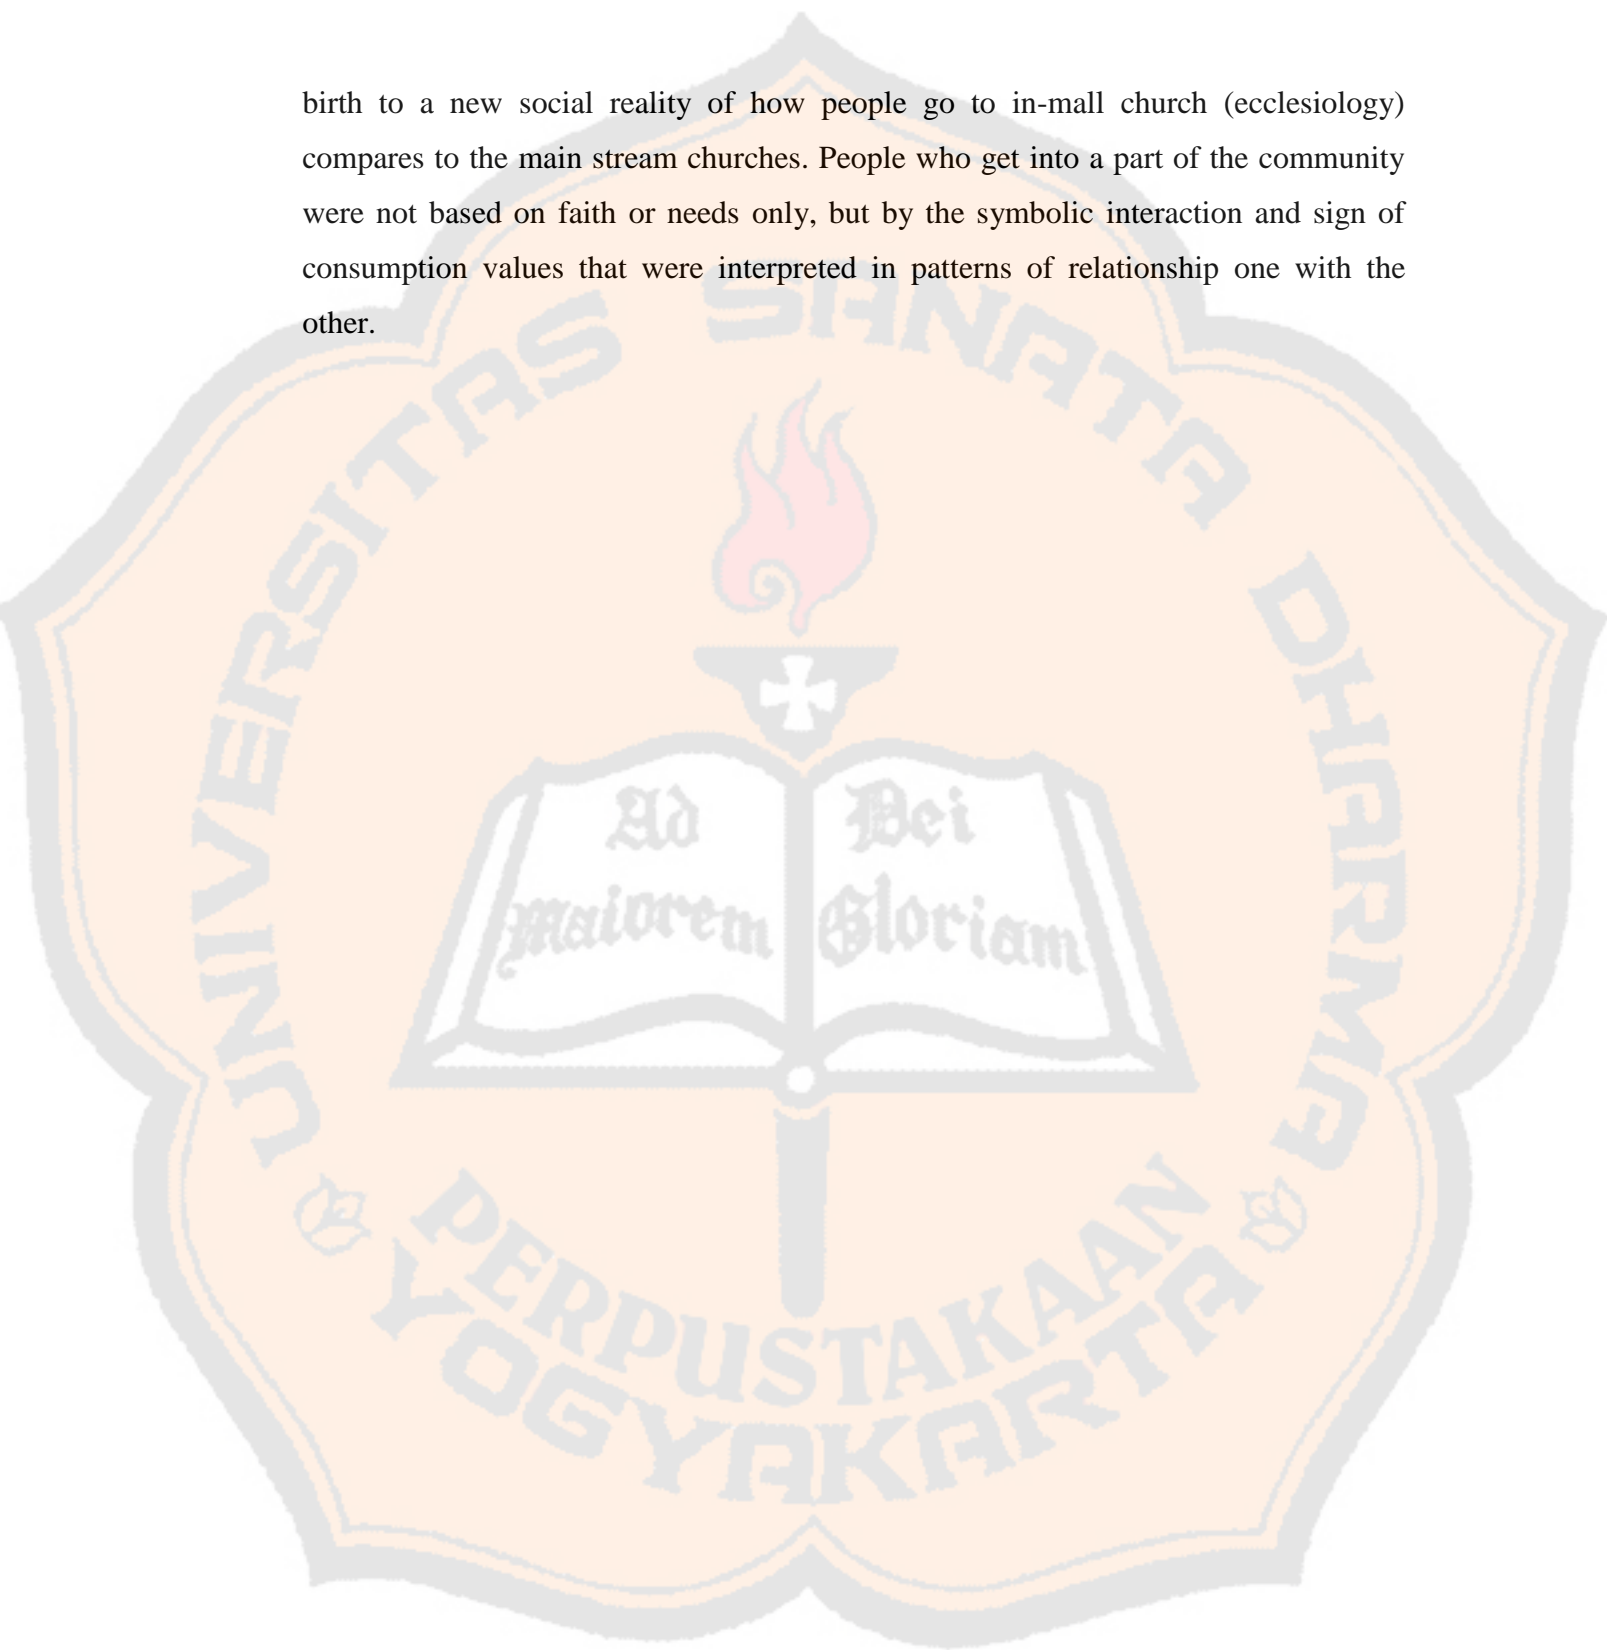 birth to a new social reality of how people go to in-mall church (ecclesiology)
compares to the main stream churches. People who get into a part of the community
were not based on faith or needs only, but by the symbolic interaction and sign of
consumption values that were interpreted in patterns of relationship one with the
other.
UNIVERSITAS SANATA DHARMA
Ad
maiorem
Dei
Gloriam
PERPUSTAKAAN
YOGYAKARTA